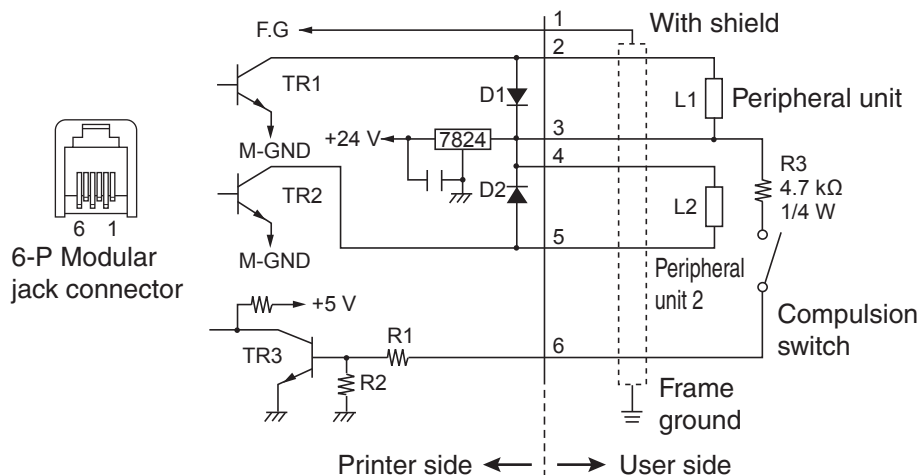 1
F.G
With shield
2
TR1
D1
L1
Peripheral unit
M-GND
+24 V
7824
3
4
R3
4.7 kΩ
1/4 W
TR2
D2
L2
6 1
6-P Modular
jack connector
M-GND
5
Peripheral
unit 2
+5 V
Compulsion
switch
TR3
R1
6
R2
Frame
ground
Printer side
User side